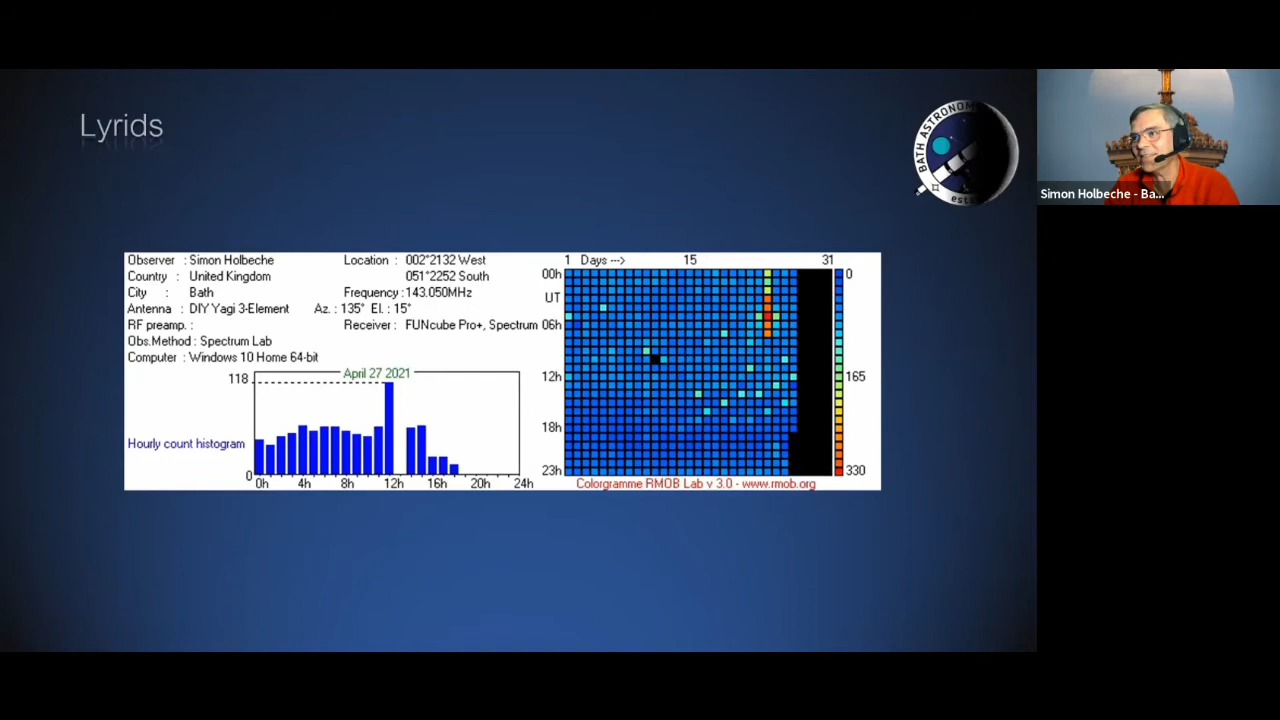 Lyrids
BATH ASTRONOM
esta
Simon Holbeche - Ba...
Observer : Simon Holbeche
Country : United Kingdom
City : Bath
Antenna : DIY Yagi 3-Element Az. : 135° El. : 15°
RF preamp. :
Obs.Method : Spectrum Lab
Computer : Windows 10 Home 64-bit
Location : 002°2132 West
051°2252 South
Frequency : 143.050MHz
Receiver : FUNcube Pro+, Spectrum
April 27 2021
118
Hourly count histogram
0
0h 4h 8h 12h 16h 20h 24h
1 Days --> 15 31
00h
UT
06h
12h
18h
23h
0
165
330
Colorgramme RMOB Lab v 3.0 - www.rmob.org